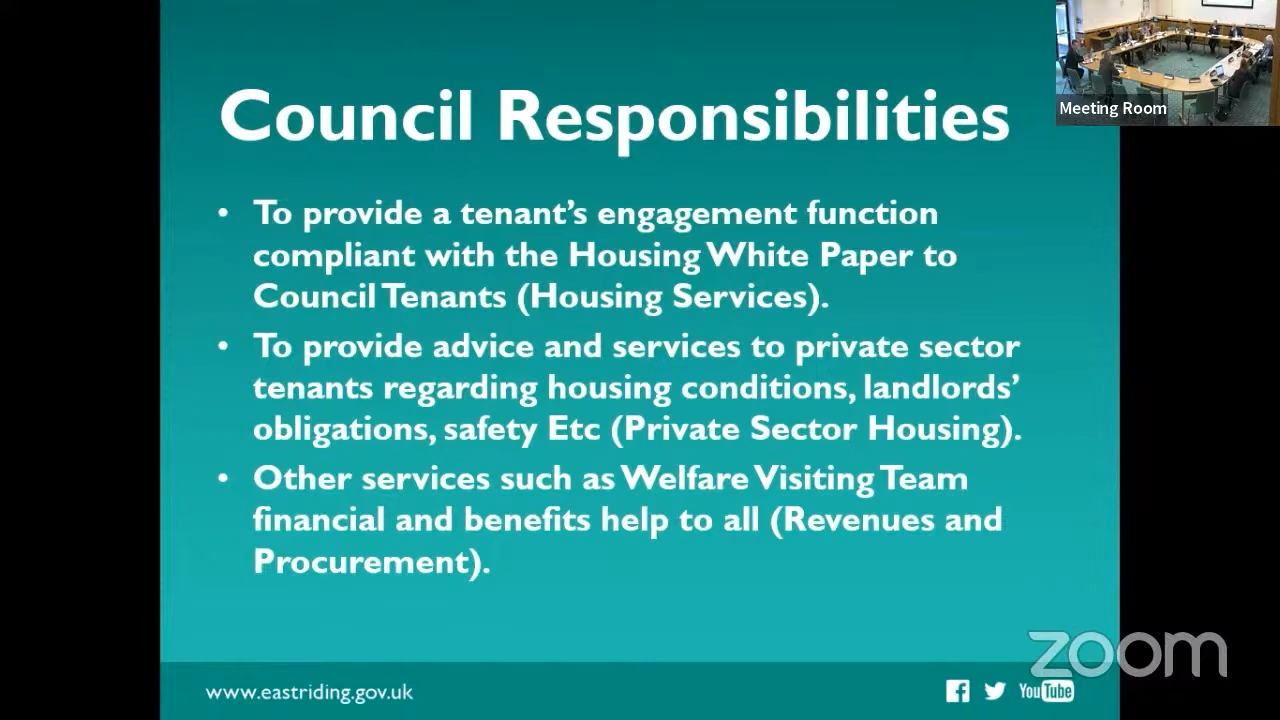 Council Responsibilities
• To provide a tenant’s engagement function
compliant with the Housing White Paper to
Council Tenants (Housing Services).
• To provide advice and services to private sector
tenants regarding housing conditions, landlords’
obligations, safety Etc (Private Sector Housing).
• Other services such as Welfare Visiting Team
financial and benefits help to all (Revenues and
Procurement).
Meeting Room
zoom
www.eastriding.gov.uk
You Tube